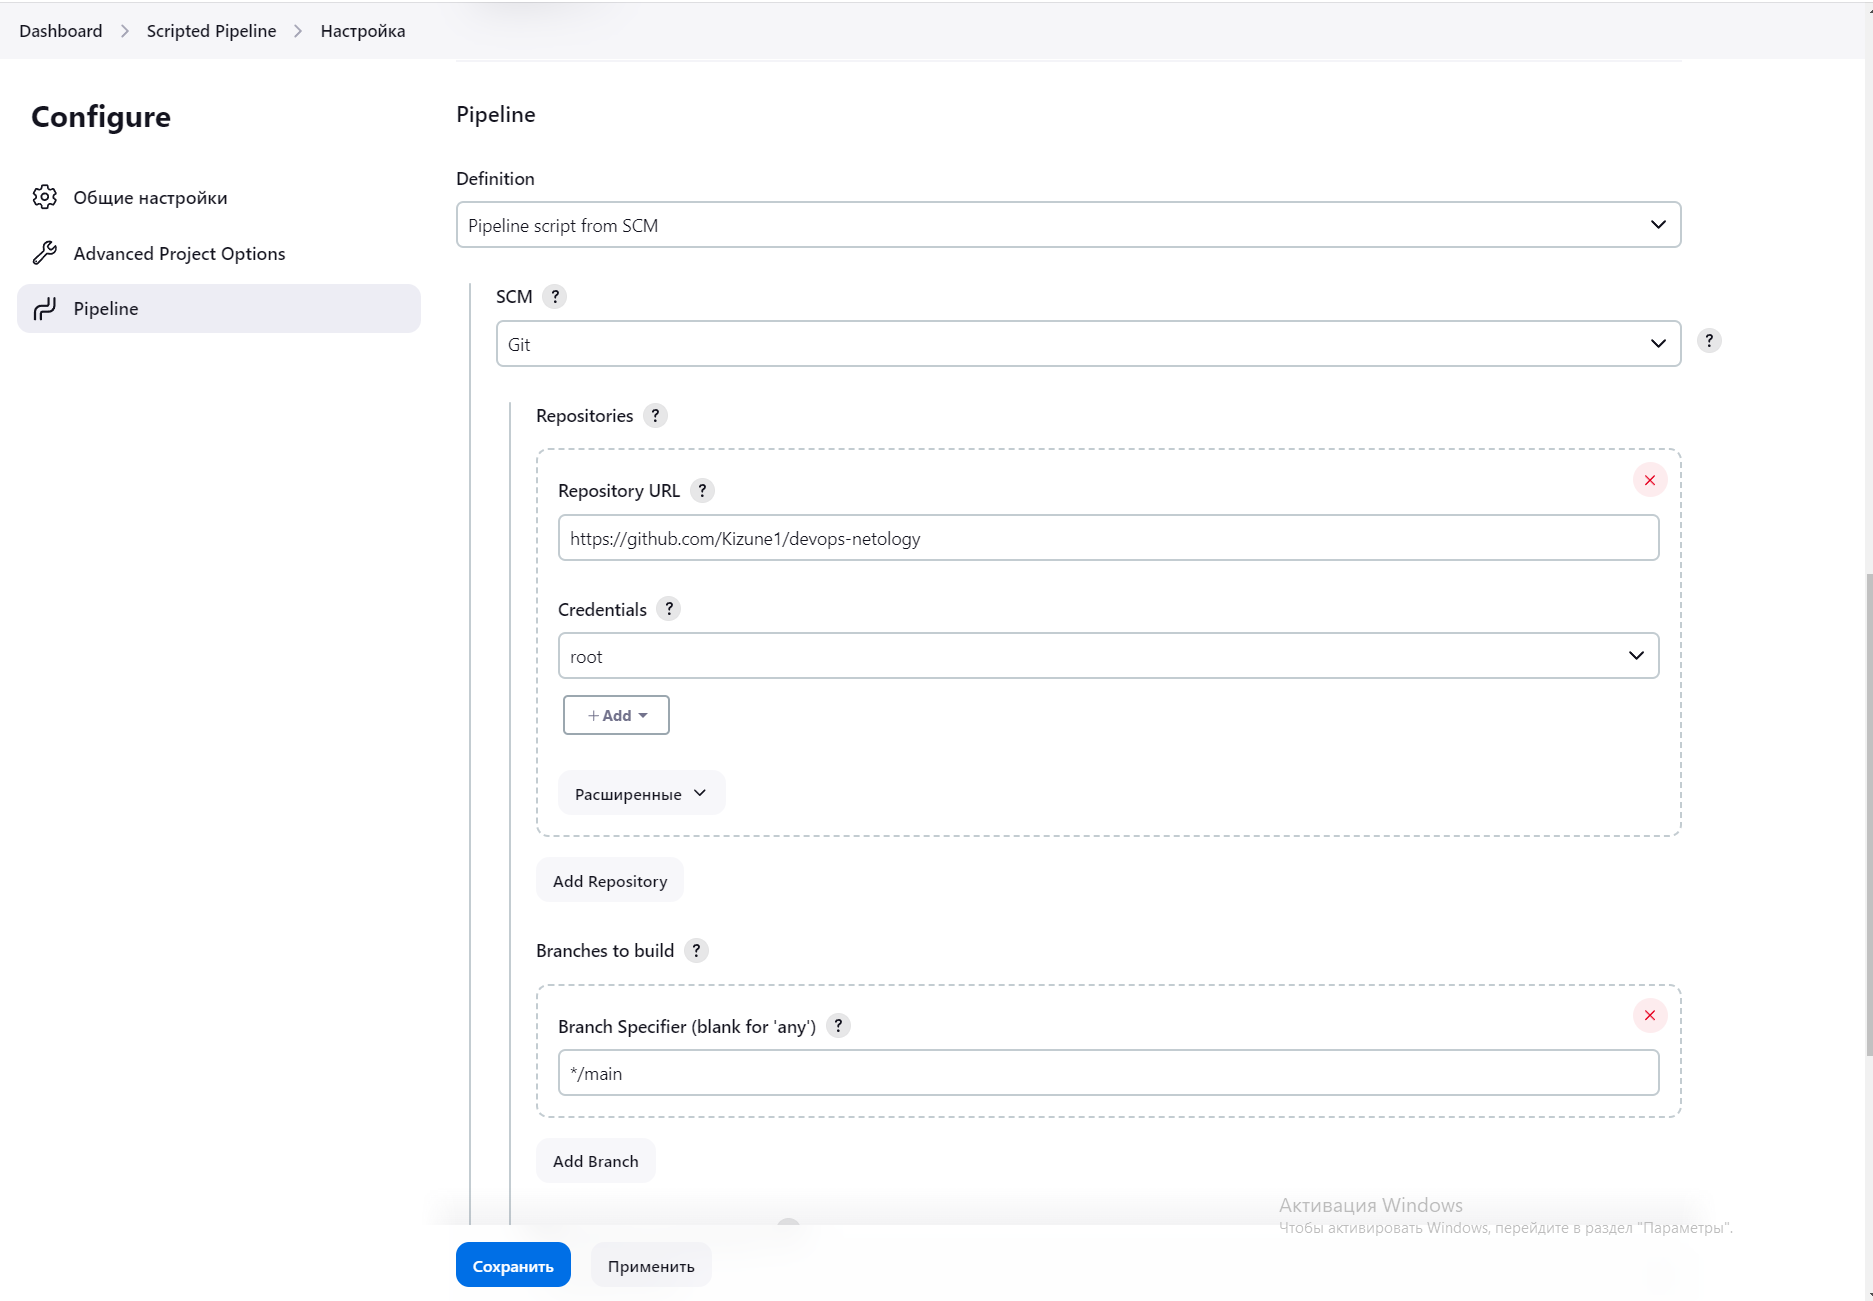 Dashboard > Scripted Pipeline > Настройка
Configure
Общие настройки
Advanced Project Options
Pipeline
Pipeline
Definition
Pipeline script from SCM
SCM ?
Git
?
Repositories ?
Repository URL ?
https://github.com/Kizune1/devops-netology
Credentials ?
root
+ Add
Расширенные
Add Repository
Branches to build ?
Branch Specifier (blank for 'any') ?
*/main
Add Branch
Активация Windows
Чтобы активировать Windows, перейдите в раздел "Параметры".
Сохранить
Применить